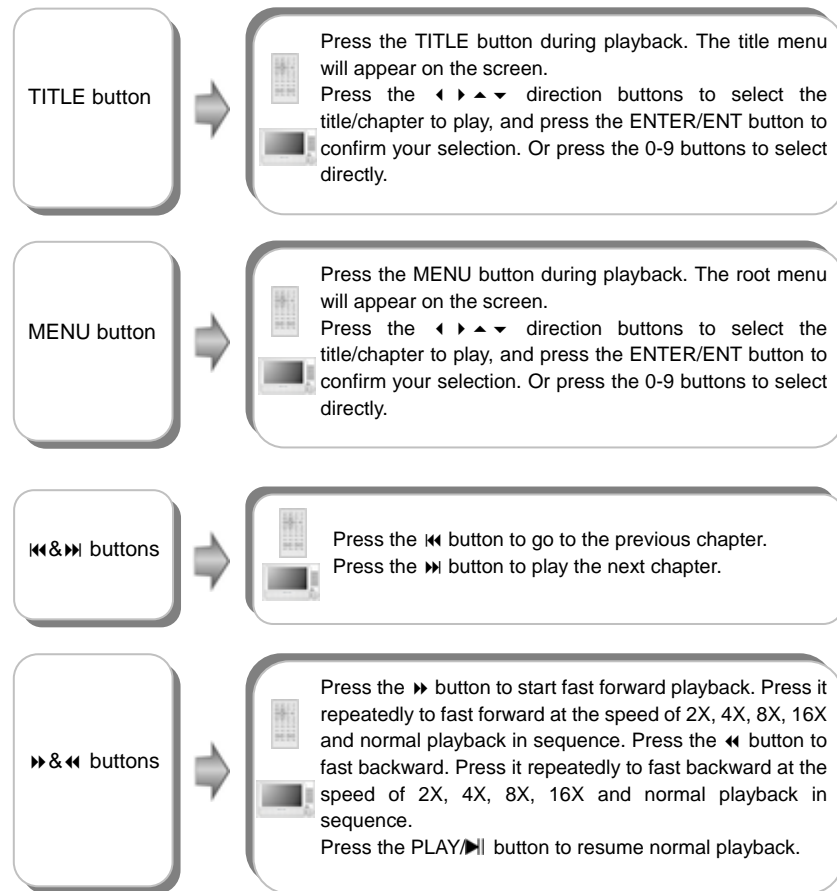 TITLE button
Press the TITLE button during playback. The title menu
will appear on the screen.
Press the ◂ ▸ ▴ ▾ direction buttons to select the
title/chapter to play, and press the ENTER/ENT button to
confirm your selection. Or press the 0-9 buttons to select
directly.
MENU button
Press the MENU button during playback. The root menu
will appear on the screen.
Press the ◂ ▸ ▴ ▾ direction buttons to select the
title/chapter to play, and press the ENTER/ENT button to
confirm your selection. Or press the 0-9 buttons to select
directly.
⏮&⏭ buttons
Press the ⏮ button to go to the previous chapter.
Press the ⏭ button to play the next chapter.
⏩&⏪ buttons
Press the ⏩ button to start fast forward playback. Press it
repeatedly to fast forward at the speed of 2X, 4X, 8X, 16X
and normal playback in sequence. Press the ⏪ button to
fast backward. Press it repeatedly to fast backward at the
speed of 2X, 4X, 8X, 16X and normal playback in
sequence.
Press the PLAY/⏯ button to resume normal playback.